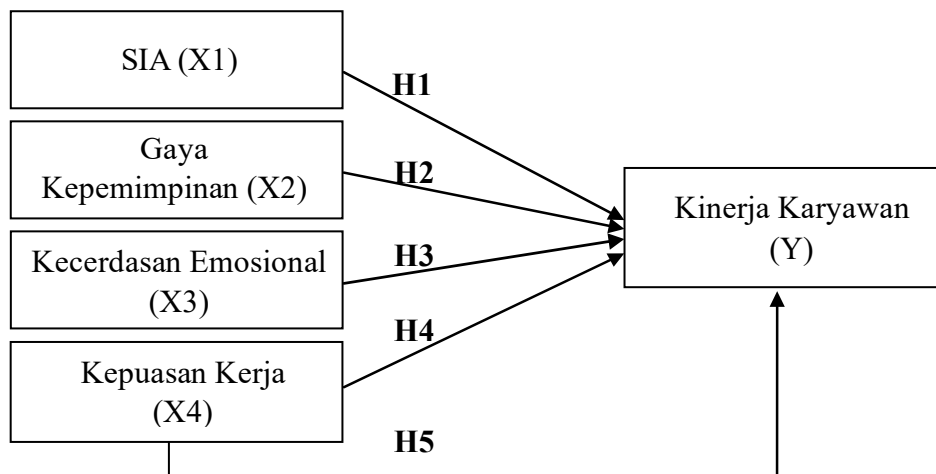 SIA (X1)
Gaya
Kepemimpinan (X2)
Kecerdasan Emosional
(X3)
Kepuasan Kerja
(X4)
H1
H2
H3
H4
H5
Kinerja Karyawan
(Y)